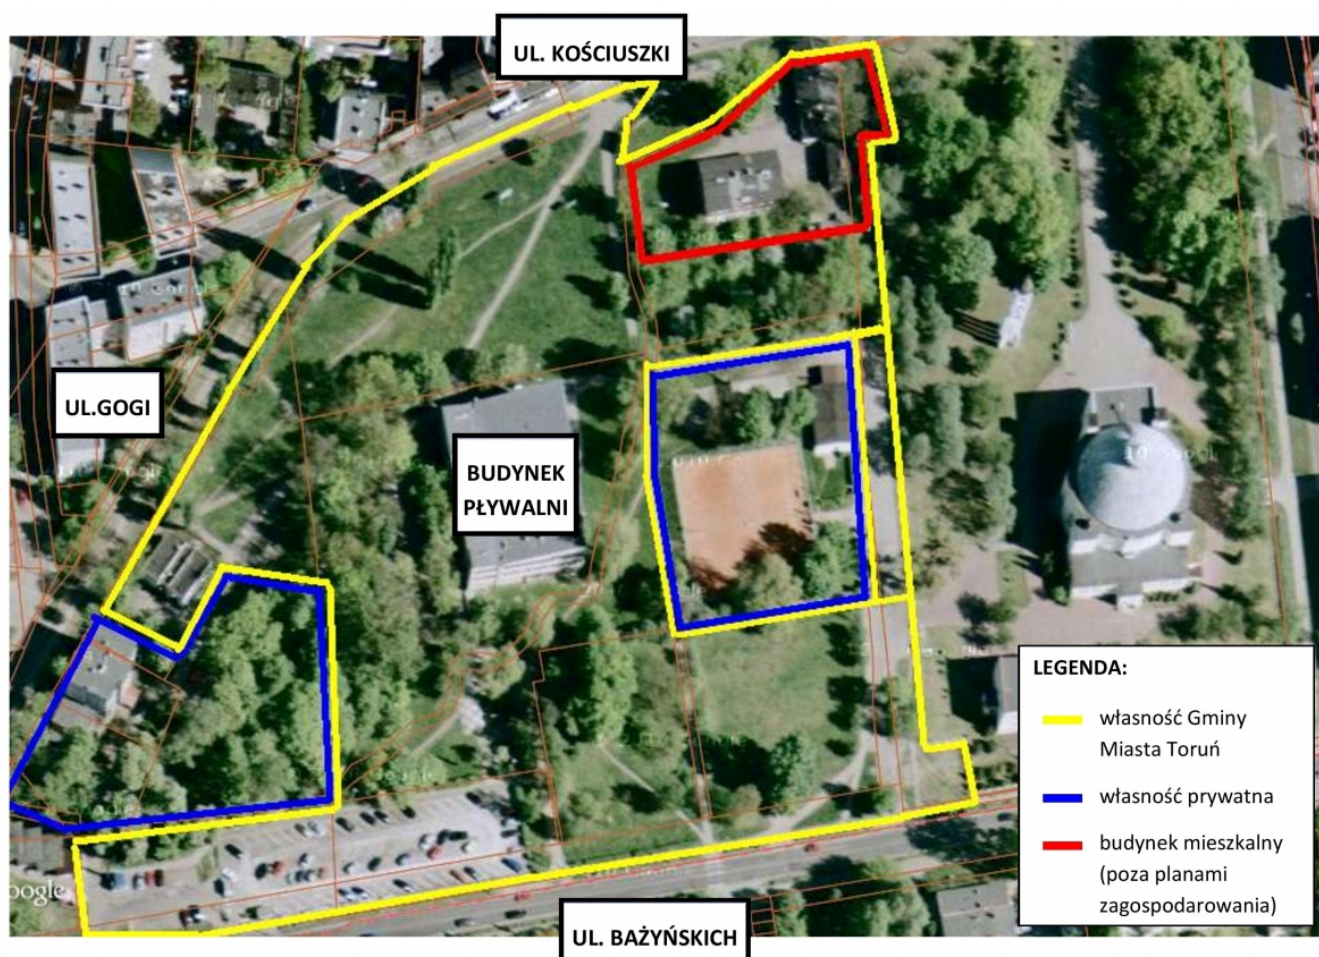 UL. KOŚCIUSZKI
UL.GOGI
BUDYNEK
PŁYWALNI
LEGENDA:
własność Gminy
Miasta Toruń
własność prywatna
budynek mieszkalny
(poza planami
zagospodarowania)
UL. BAŻYŃSKICH